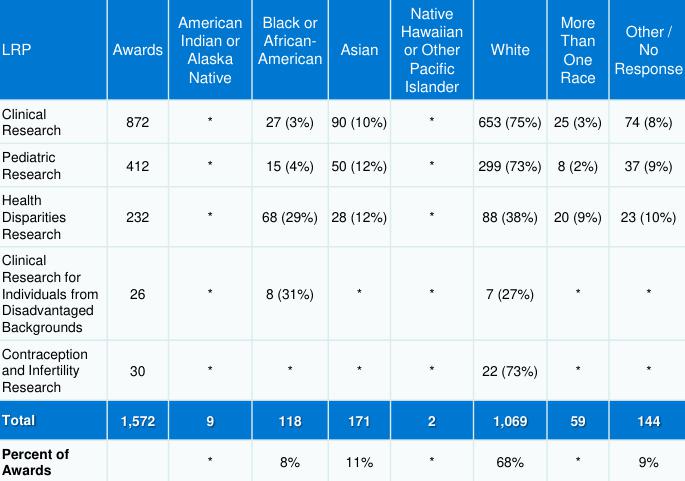 LRP Awards American Indian or Alaska Native Black or African-American Asian Native Hawaiian or Other Pacific Islander White More Than One Race Other / No Response
Clinical Research 872 * 27 (3%) 90 (10%) * 653 (75%) 25 (3%) 74 (8%)
Pediatric Research 412 * 15 (4%) 50 (12%) * 299 (73%) 8 (2%) 37 (9%)
Health Disparities Research 232 * 68 (29%) 28 (12%) * 88 (38%) 20 (9%) 23 (10%)
Clinical Research for Individuals from Disadvantaged Backgrounds 26 * 8 (31%) * * 7 (27%) * *
Contraception and Infertility Research 30 * * * * 22 (73%) * *
Total 1,572 9 118 171 2 1,069 59 144
Percent of Awards * 8% 11% * 68% * 9%